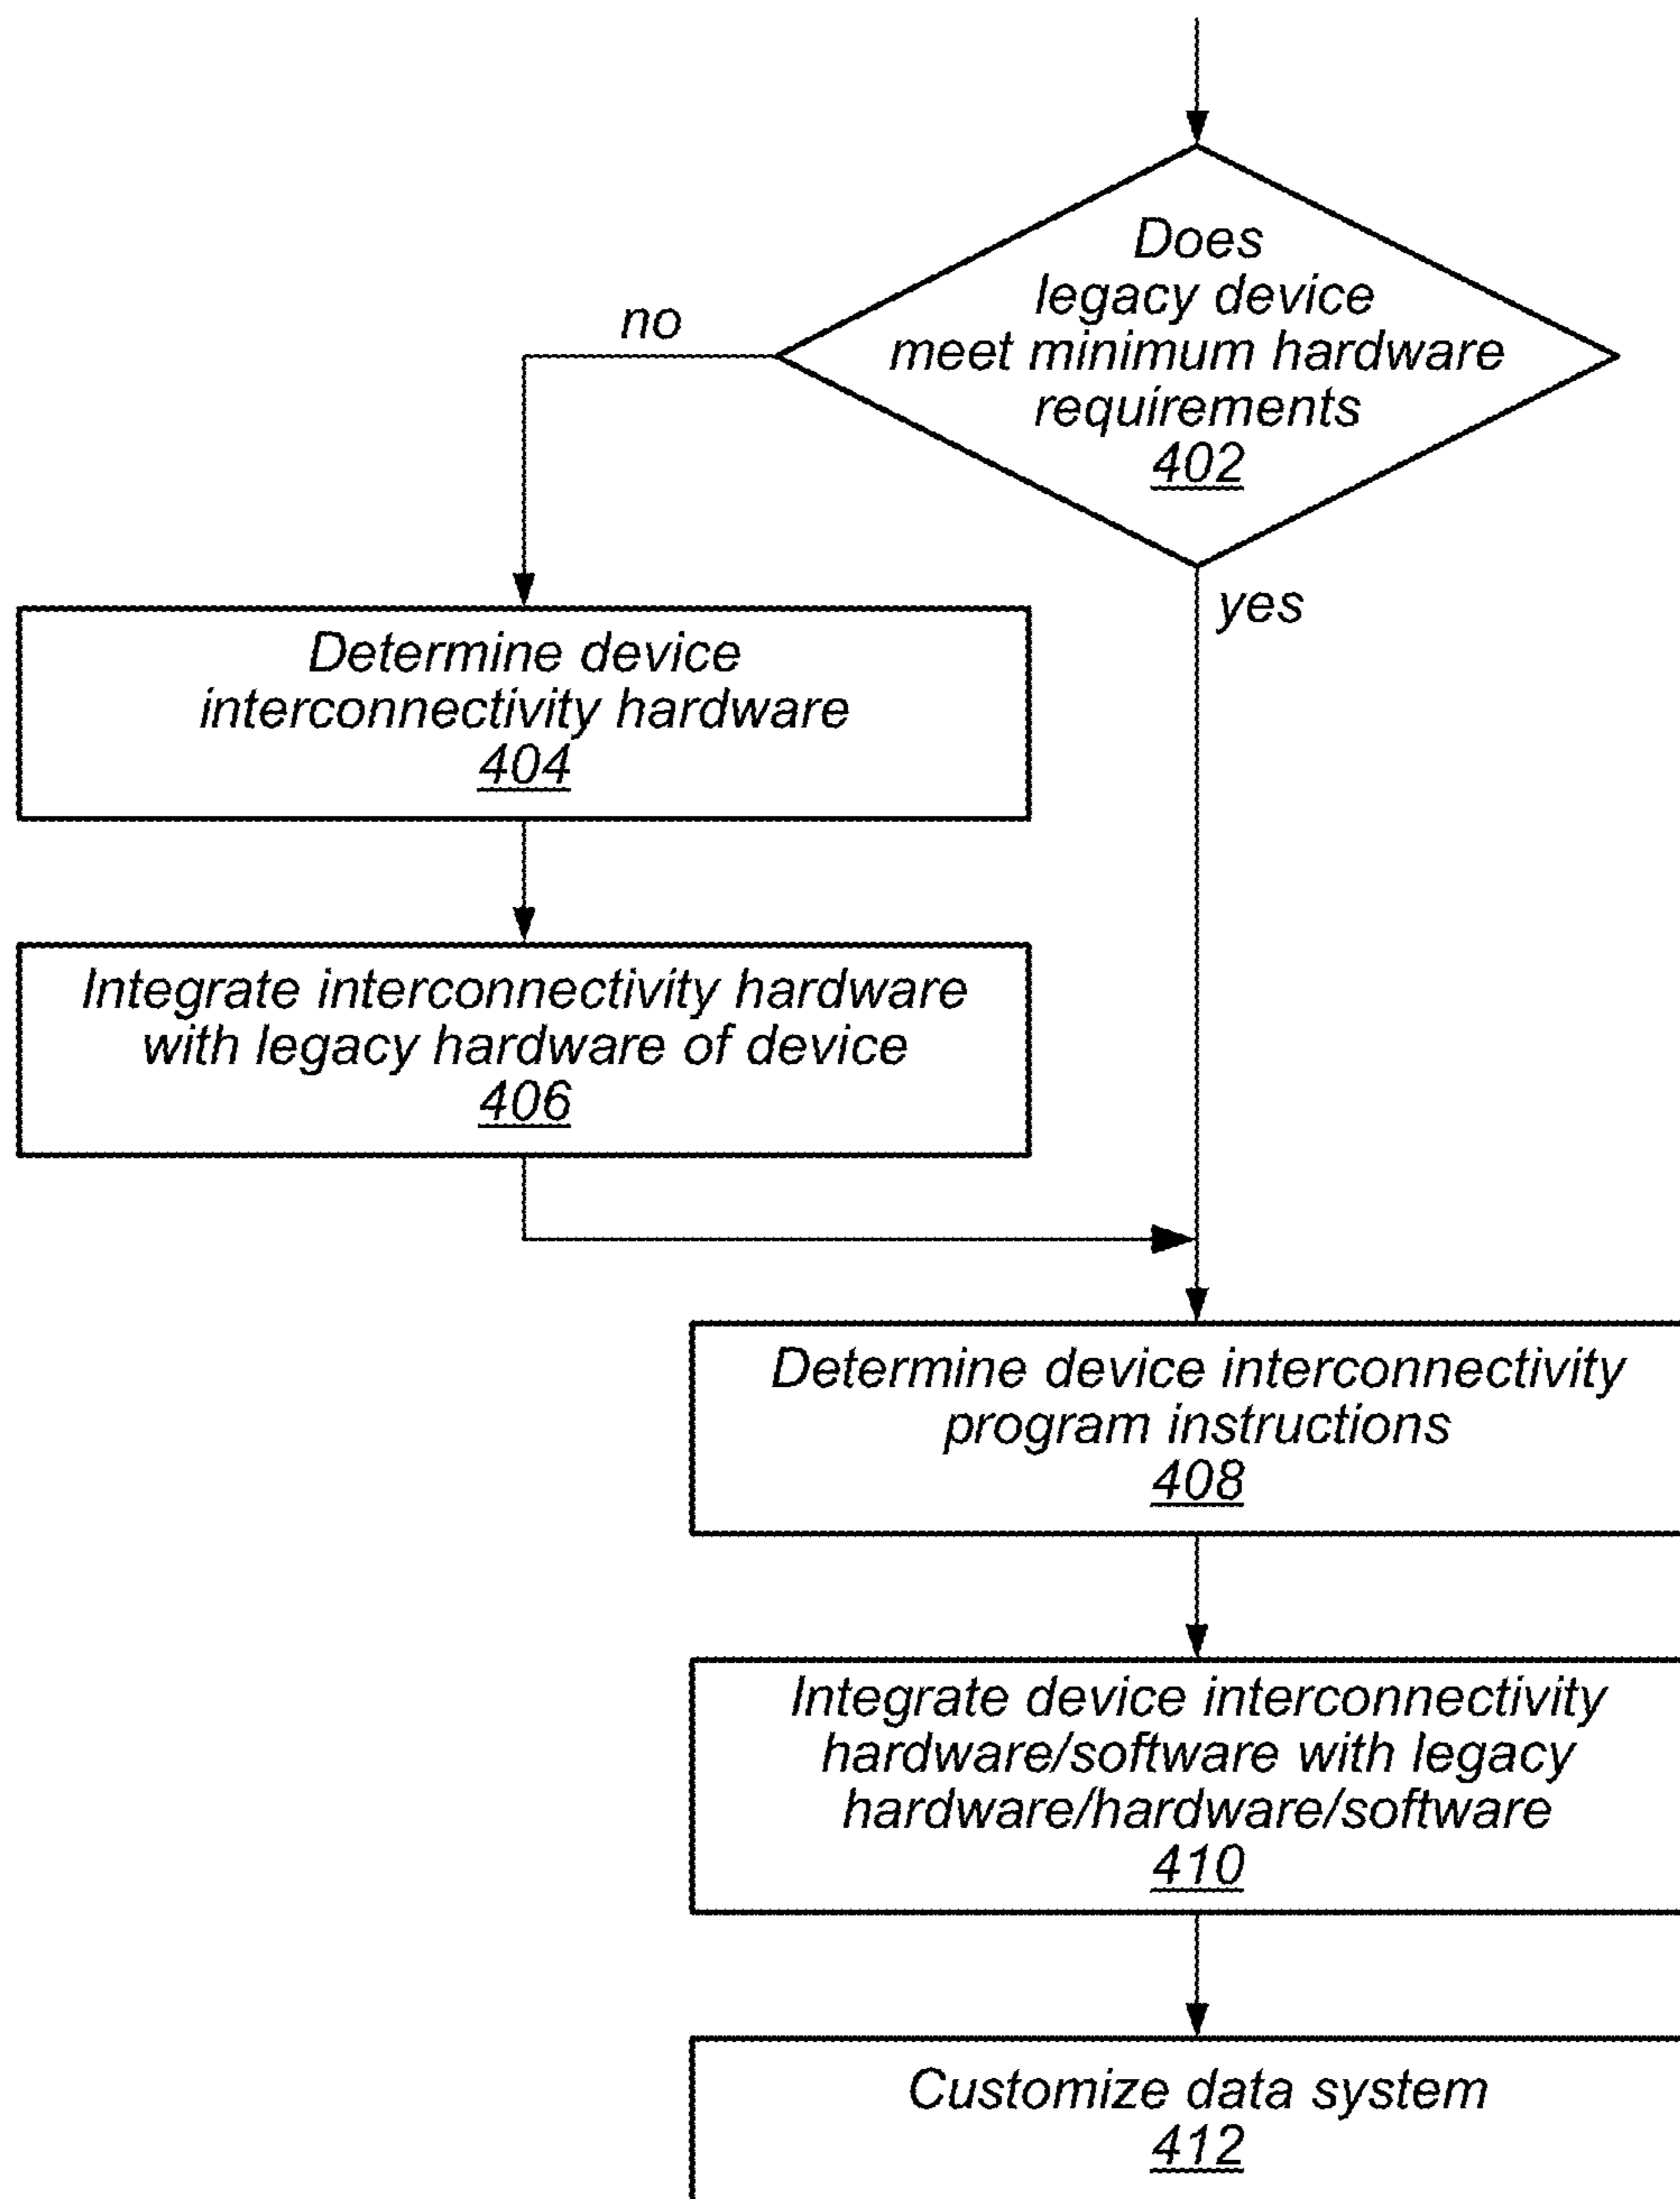 Does
legacy device
meet minimum hardware
requirements
402
no
yes
Determine device
interconnectivity hardware
404
Integrate interconnectivity hardware
with legacy hardware of device
406
Determine device interconnectivity
program instructions
408
Integrate device interconnectivity
hardware/software with legacy
hardware/hardware/software
410
Customize data system
412